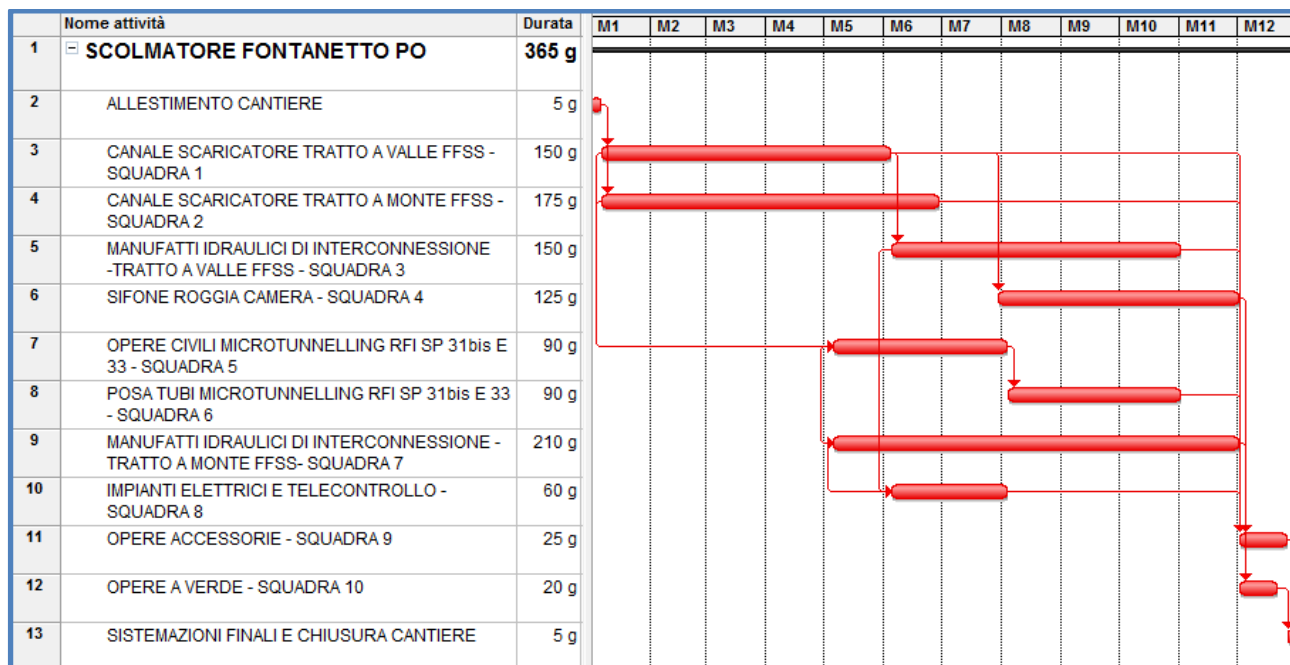 Nome attività Durata M1 M2 M3 M4 M5 M6 M7 M8 M9 M10 M11 M12
1 SCOLMATORE FONTANETTO PO 365 g
2 ALLESTIMENTO CANTIERE 5 g
3 CANALE SCARICATORE TRATTO A VALLE FFSS - 150 g
SQUADRA 1
4 CANALE SCARICATORE TRATTO A MONTE FFSS - 175 g
SQUADRA 2
5 MANUFATTI IDRAULICI DI INTERCONNESSIONE 150 g
-TRATTO A VALLE FFSS - SQUADRA 3
6 SIFONE ROGGIA CAMERA - SQUADRA 4 125 g
7 OPERE CIVILI MICROTUNNELLING RFI SP 31bis E 90 g
33 - SQUADRA 5
8 POSA TUBI MICROTUNNELLING RFI SP 31bis E 33 90 g
- SQUADRA 6
9 MANUFATTI IDRAULICI DI INTERCONNESSIONE - 210 g
TRATTO A MONTE FFSS- SQUADRA 7
10 IMPIANTI ELETTRICI E TELECONTROLLO - 60 g
SQUADRA 8
11 OPERE ACCESSORIE - SQUADRA 9 25 g
12 OPERE A VERDE - SQUADRA 10 20 g
13 SISTEMAZIONI FINALI E CHIUSURA CANTIERE 5 g